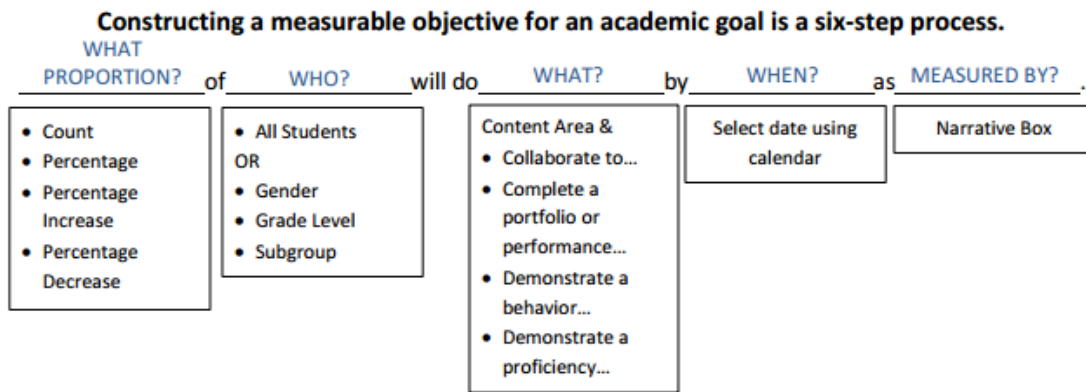 Constructing a measurable objective for an academic goal is a six-step process.
WHAT
PROPORTION? of WHO? will do WHAT? by WHEN? as MEASURED BY? .
• Count
• Percentage
• Percentage
Increase
• Percentage
Decrease
• All Students
OR
• Gender
• Grade Level
• Subgroup
Content Area &
• Collaborate to…
• Complete a
portfolio or
performance…
• Demonstrate a
behavior…
• Demonstrate a
proficiency…
Select date using
calendar
Narrative Box